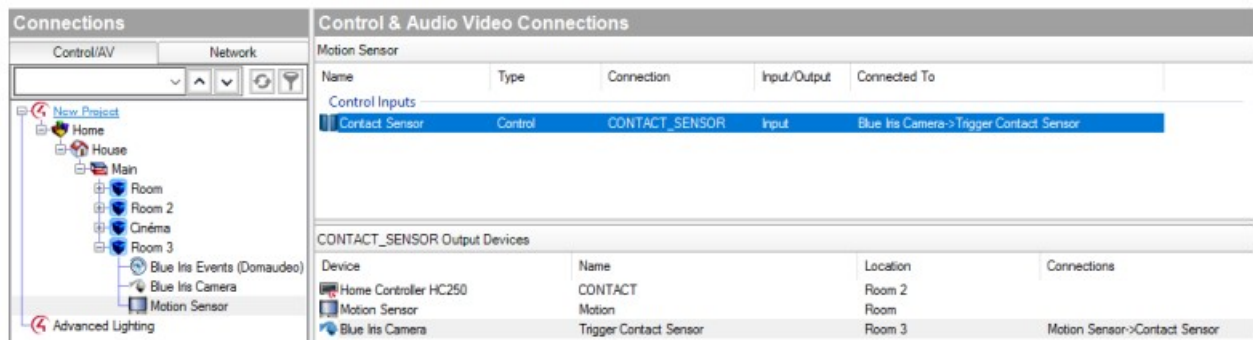 Connections
Control/AV Network
New Project
Home
House
Main
Room
Room 2
Cinéma
Room 3
Blue Iris Events (Domaudeo)
Blue Iris Camera
Motion Sensor
Advanced Lighting
Control & Audio Video Connections
Motion Sensor
Name Type Connection Input/Output Connected To
Control Inputs
Contact Sensor Control CONTACT_SENSOR Input Blue Iris Camera->Trigger Contact Sensor
CONTACT_SENSOR Output Devices
Device Name Location Connections
Home Controller HC250 CONTACT Room 2
Motion Sensor Motion Room
Blue Iris Camera Trigger Contact Sensor Room 3 Motion Sensor->Contact Sensor